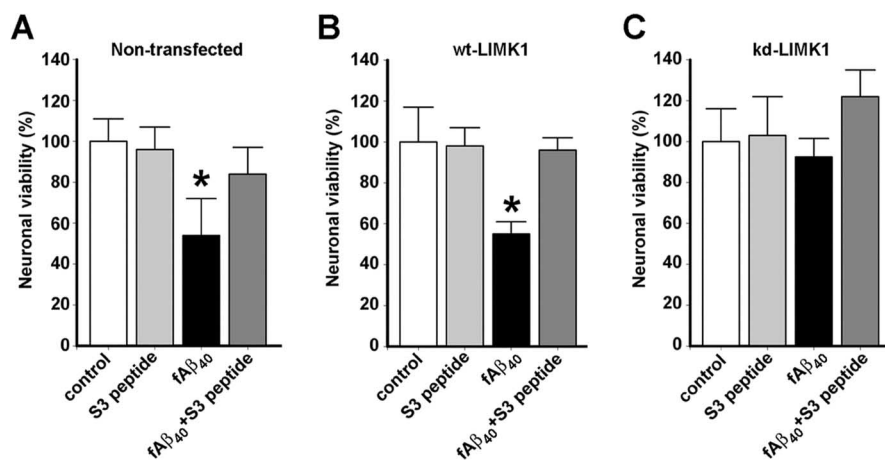 A
Non-transfected
Neuronal viability (%)
140
120
100
80
60
40
20
0
*
control
S3 peptide
fAβ40
fAβ40+S3 peptide
B
wt-LIMK1
Neuronal viability (%)
140
120
100
80
60
40
20
0
*
control
S3 peptide
fAβ40
fAβ40+S3 peptide
C
kd-LIMK1
Neuronal viability (%)
140
120
100
80
60
40
20
0
control
S3 peptide
fAβ40
fAβ40+S3 peptide